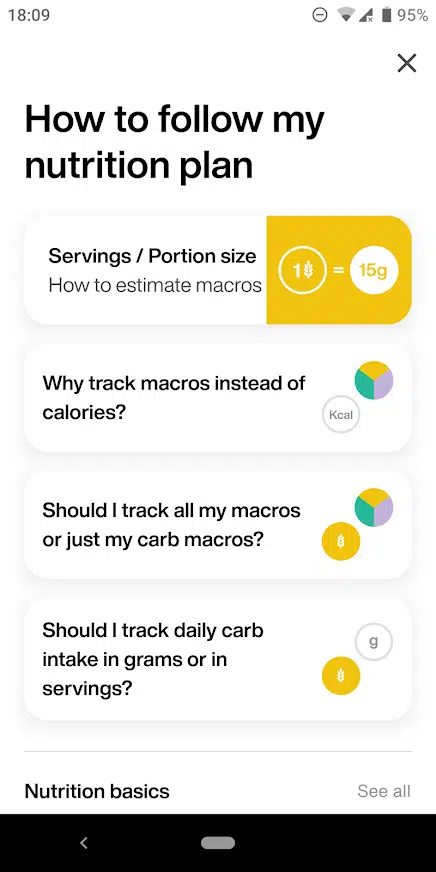 18:09
95%
How to follow my
nutrition plan
Servings / Portion size
How to estimate macros
1 = 15g
Why track macros instead of
calories?
Kcal
Should I track all my macros
or just my carb macros?
Should I track daily carb
intake in grams or in
servings?
g
Nutrition basics
See all